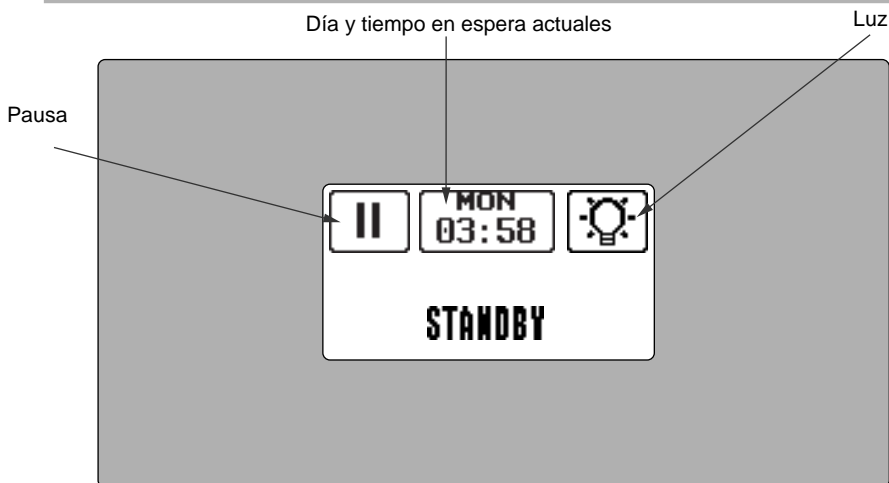 Día y tiempo en espera actuales
Luz
Pausa
MON
03:58
STANDBY